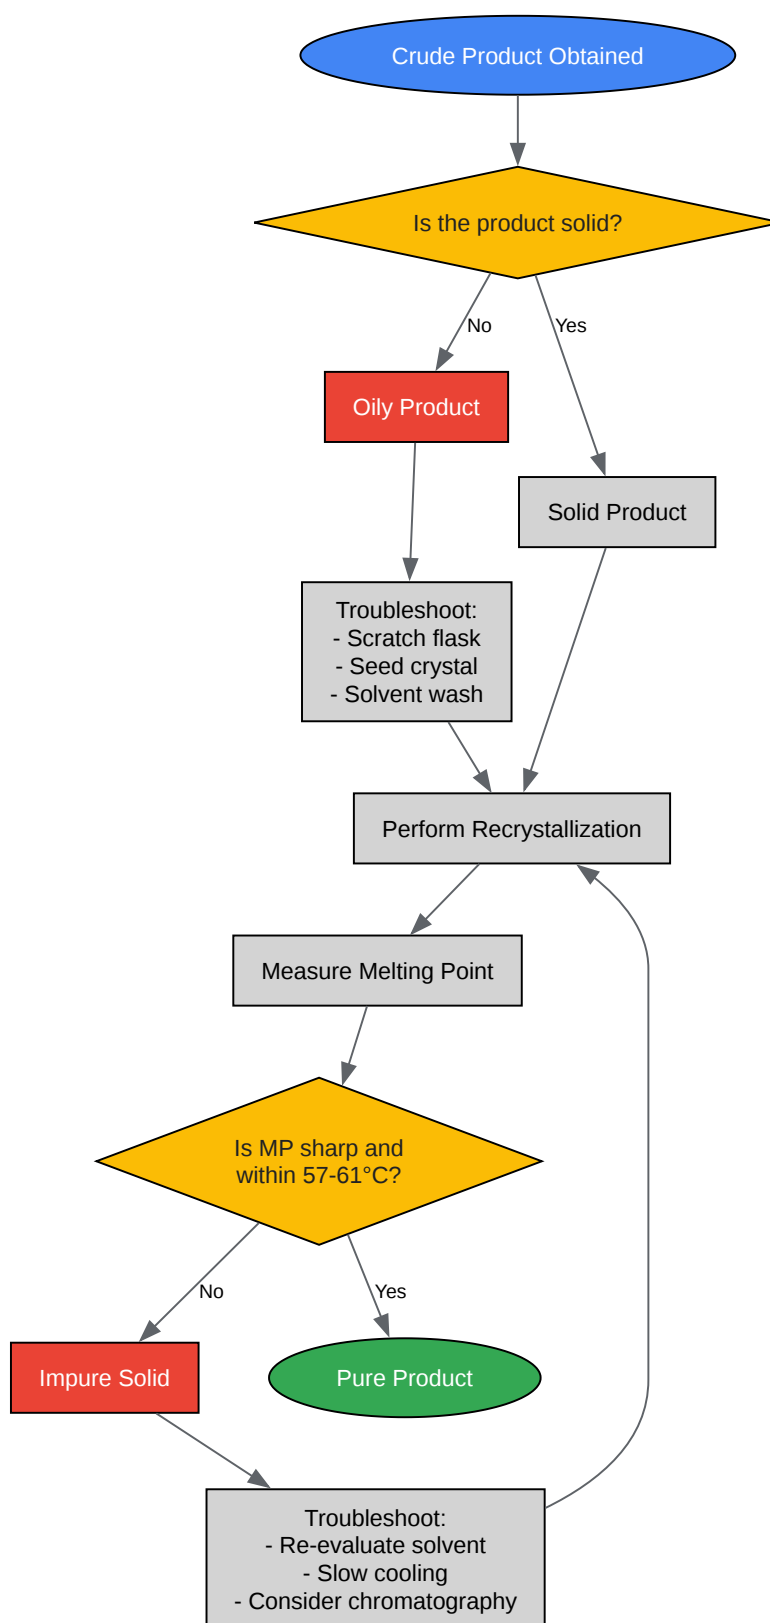 Crude Product Obtained
Is the product solid?
No
Yes
Oily Product
Solid Product
Troubleshoot:
- Scratch flask
- Seed crystal
- Solvent wash
Perform Recrystallization
Measure Melting Point
Is MP sharp and
within 57-61°C?
No
Yes
Impure Solid
Pure Product
Troubleshoot:
- Re-evaluate solvent
- Slow cooling
- Consider chromatography